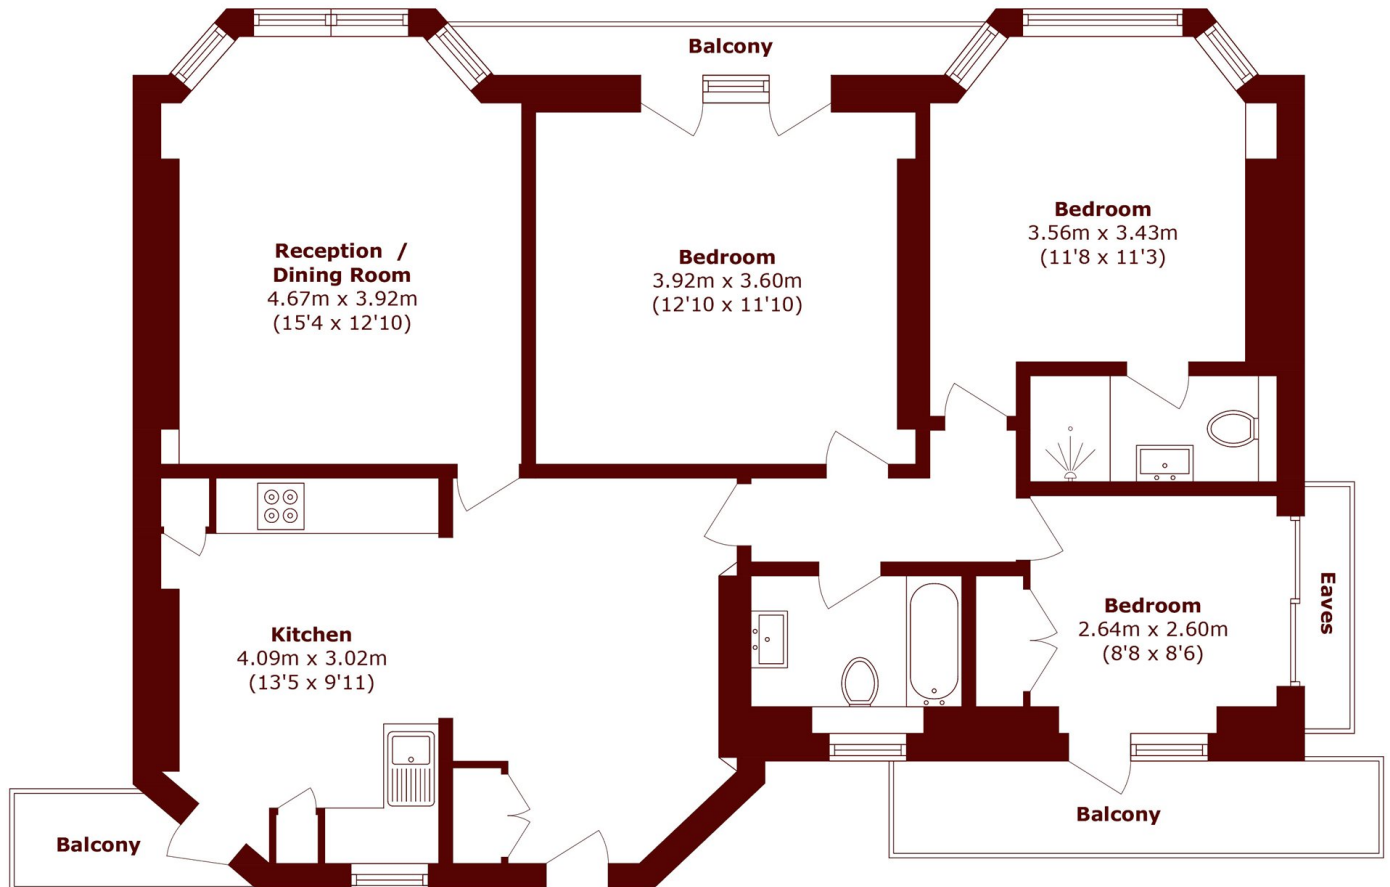 Balcony
Reception /
Dining Room
4.67m x 3.92m
(15'4 x 12'10)
Bedroom
3.92m x 3.60m
(12'10 x 11'10)
Bedroom
3.56m x 3.43m
(11'8 x 11'3)
Kitchen
4.09m x 3.02m
(13'5 x 9'11)
Bedroom
2.64m x 2.60m
(8'8 x 8'6)
Eaves
Balcony
Balcony